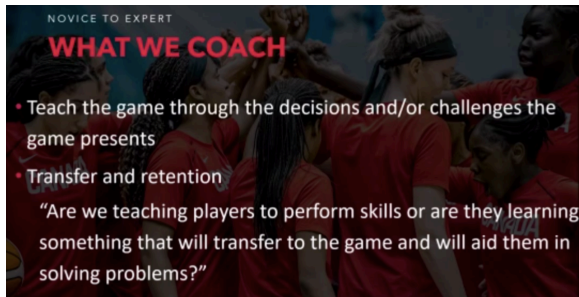 NOVICE TO EXPERT
WHAT WE COACH
• Teach the game through the decisions and/or challenges the
game presents
• Transfer and retention
“Are we teaching players to perform skills or are they learning
something that will transfer to the game and will aid them in
solving problems?”
CANADA